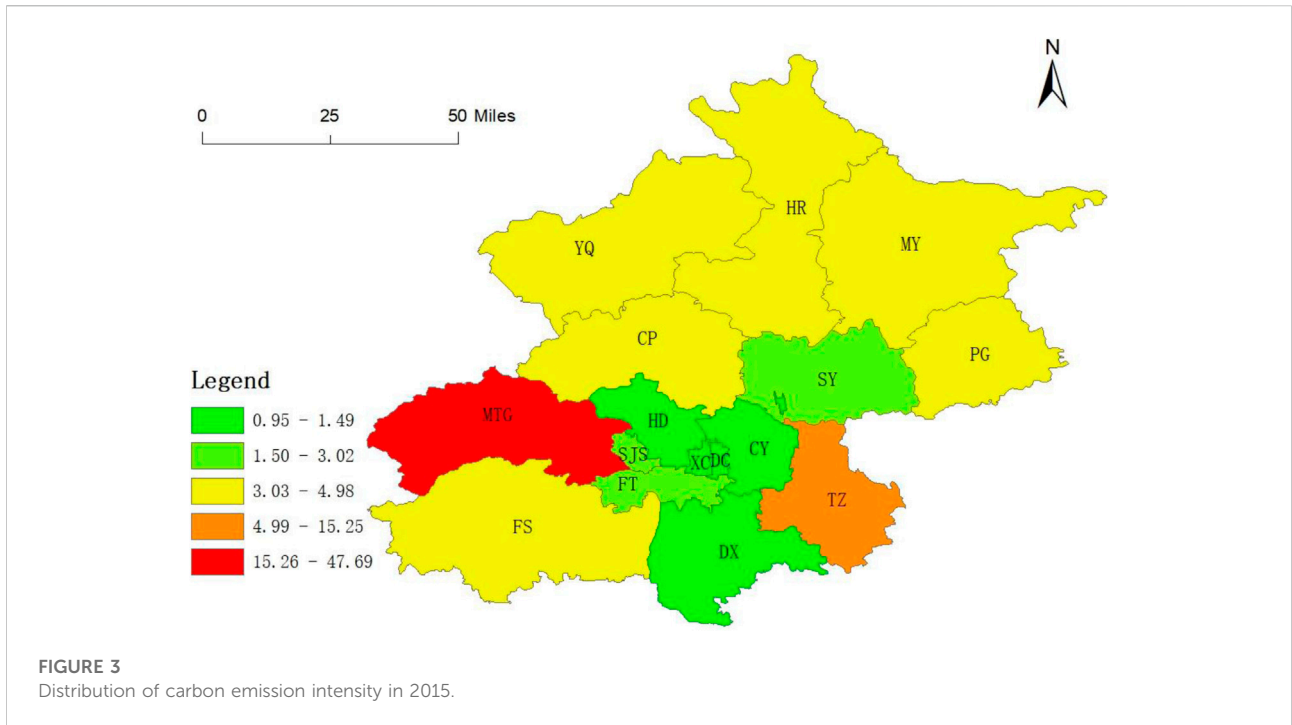 N
0 25 50 Miles
HR
YQ
MY
CP
PG
SY
Legend
MTG
HD
0.95 - 1.49
SJS
XC
DC
CY
1.50 - 3.02
FT
3.03 - 4.98
TZ
FS
4.99 - 15.25
DX
15.26 - 47.69
FIGURE 3
Distribution of carbon emission intensity in 2015.